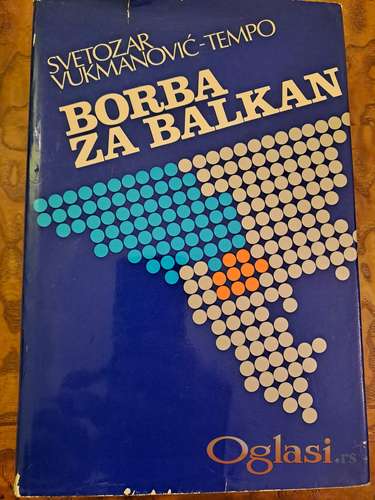 SVETOZAR
VUKMANOVIĆ-TEMPO
BORBA
ZA BALKAN
Oglasi.rs